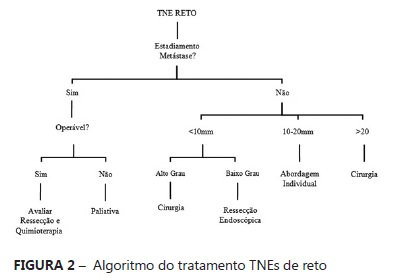 TNE RETO
Estadiamento
Metástase?
Sim
Não
Operável?
<10mm
10-20mm
>20
Sim
Não
Alto Grau
Baixo Grau
Abordagem
Individual
Cirurgia
Avaliar
Ressecção e
Quimioterapia
Paliativa
Cirurgia
Ressecção
Endoscópica
FIGURA 2 – Algoritmo do tratamento TNEs de reto